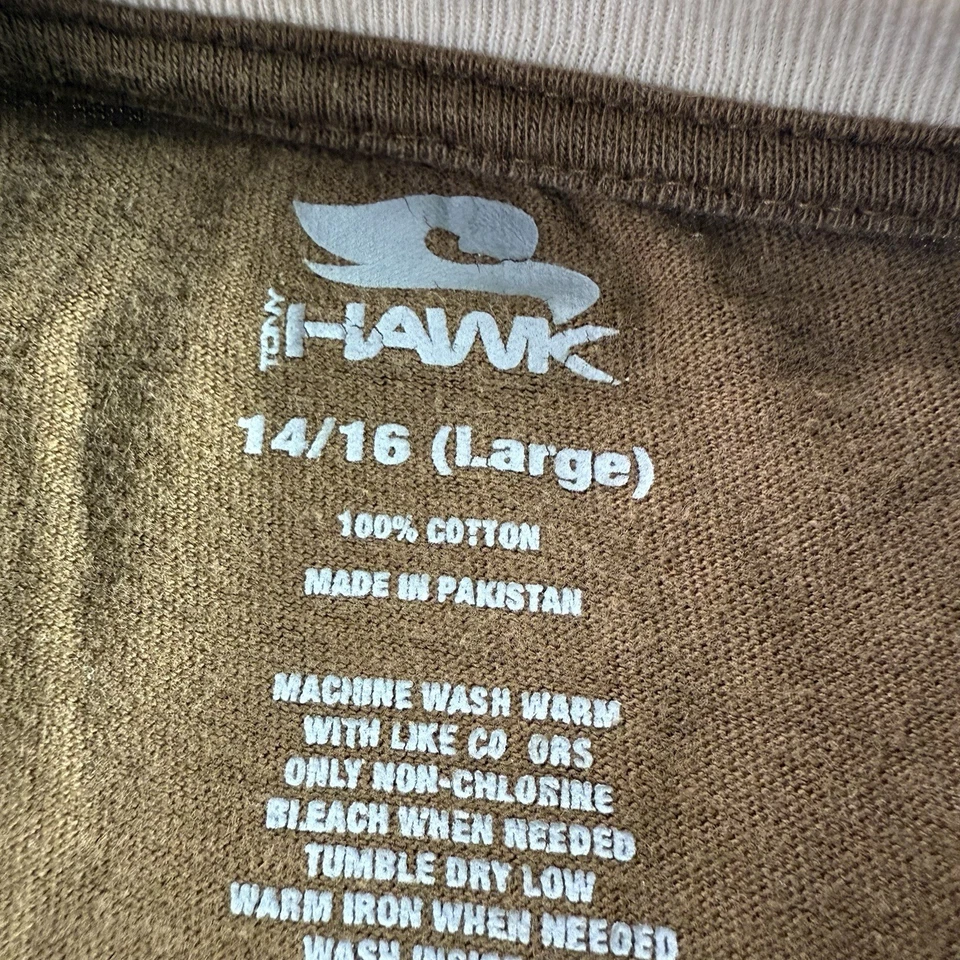 TONY HAWK
14/16 (Large)
100% COTTON
MADE IN PAKISTAN
MACHINE WASH WARM
WITH LIKE CO ORS
ONLY NON-CHLORINE
BLEACH WHEN NEEDED
TUMBLE DRY LOW
WARM IRON WHEN NEEDED
WASH